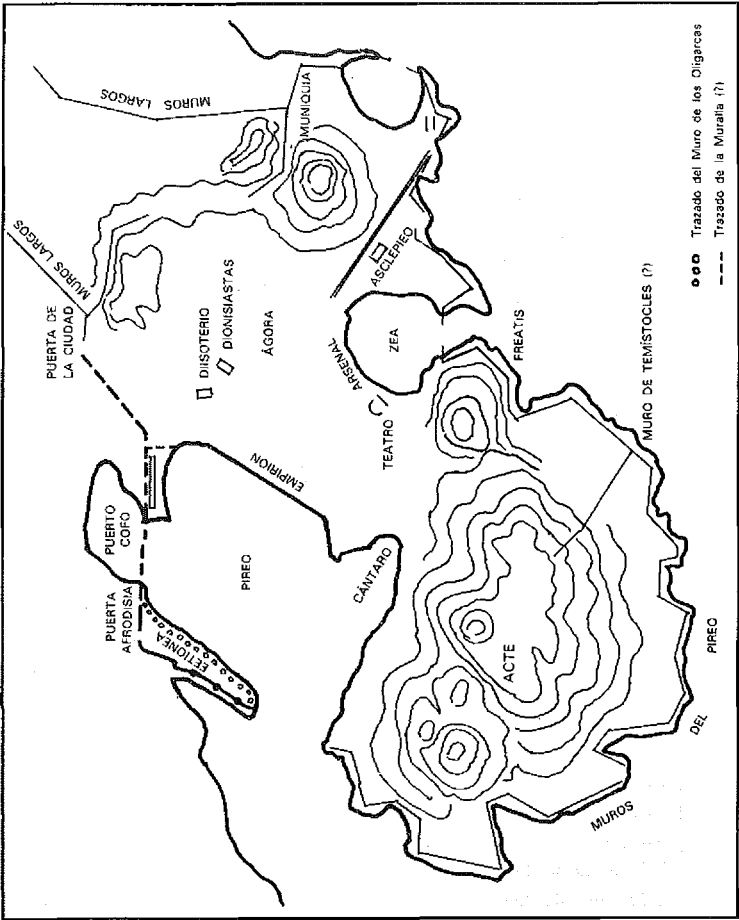 MUROS LARGOS
MUROS LARGOS
MUNIQUIA
PUERTA DE
LA CIUDAD
DIISOTERIO
DIONISIASTAS
ÁGORA
ASCLEPIEO
ARSENAL
ZEA
TEATRO
FREATIS
EMPIRION
PUERTO
COFO
PUERTA
AFRODISIA
EETIONEA
PIREO
CÁNTARO
ACTE
MURO DE TEMÍSTOCLES (?)
MUROS
DEL
PIREO
Trazado del Muro de los Oligarcas
Trazado de la Muralla (?)